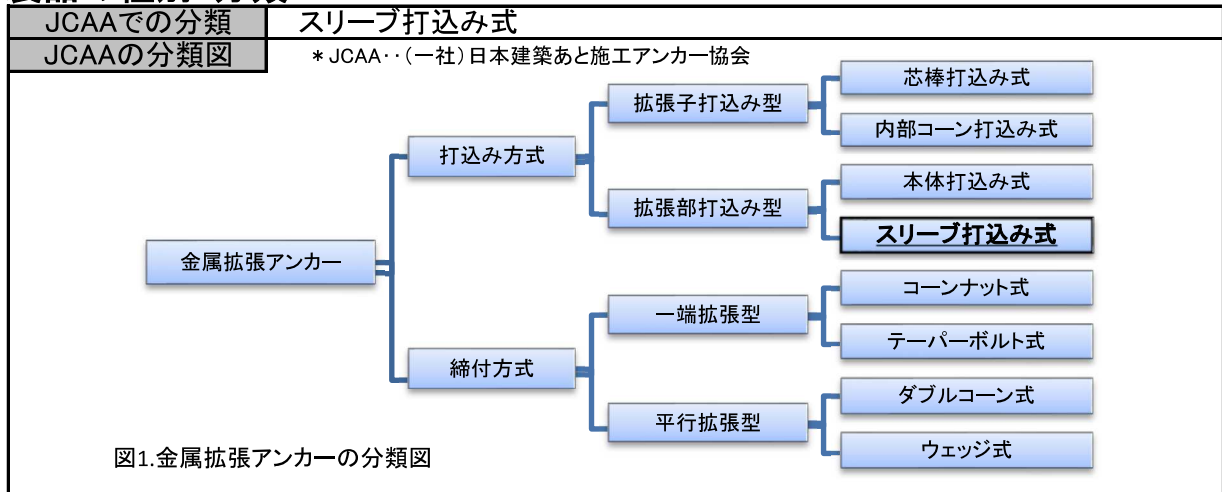 JCAAでの分類 スリーブ打込み式
JCAAの分類図 *JCAA‥(一社)日本建築あと施工アンカー協会
芯棒打込み式
拡張子打込み型
内部コーン打込み式
打込み方式
本体打込み式
拡張部打込み型
スリーブ打込み式
金属拡張アンカー
コーンナット式
一端拡張型
テーパーボルト式
締付方式
ダブルコーン式
平行拡張型
ウェッジ式
図1.金属拡張アンカーの分類図